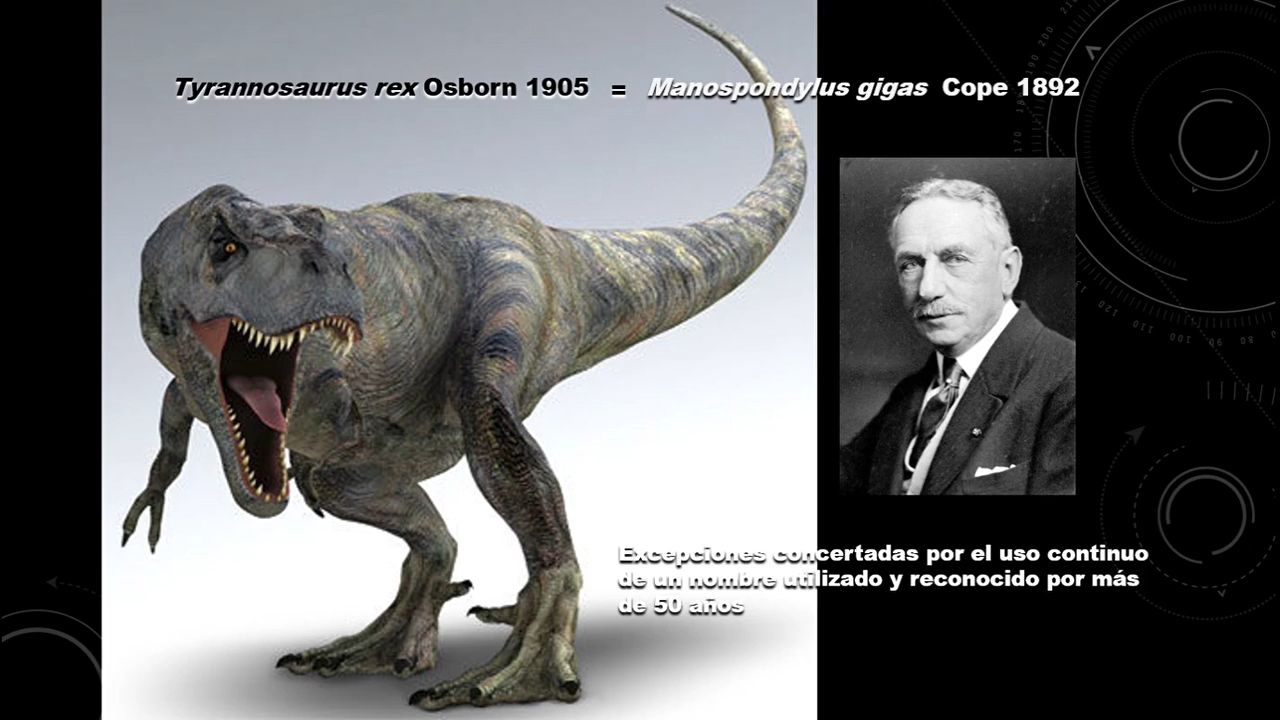 Tyrannosaurus rex Osborn 1905 = Manospondylus gigas Cope 1892
Excepciones concertadas por el uso continuo
de un nombre utilizado y reconocido por más
de 50 años